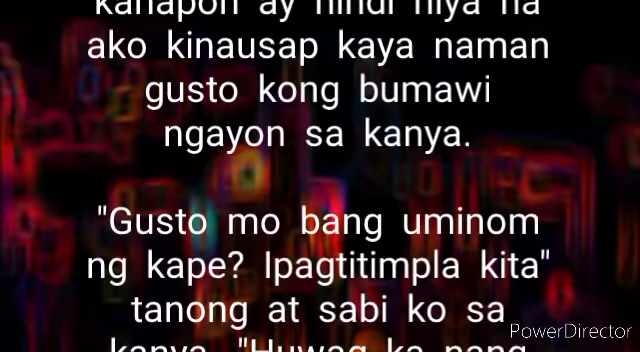 kahapon ay hindi niya na
ako kinausap kaya naman
gusto kong bumawi
ngayon sa kanya.
"Gusto mo bang uminom
ng kape? Ipagtitimpla kita"
tanong at sabi ko sa
kanya. "Huwag ka nang
PowerDirector